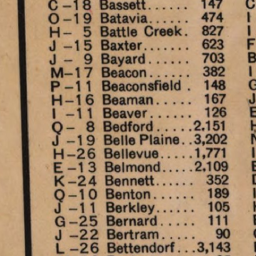 C-18 Bassett...... 147 C
O-19 Batavia...... 474 I
H- 5 Battle Creek. 827 I
J -15 Baxter....... 623 F
J - 9 Bayard....... 703 B
M-17 Beacon....... 382 I
P -11 Beaconsfield . 148 G
H-16 Beaman...... 167 J
I -11 Beaver....... 126 E
Q- 8 Bedford..... 2,151 H
J -19 Belle Plaine..3,202 N
H-26 Bellevue.....1,771 I
E -13 Belmond.....2,109 E
K-24 Bennett...... 352 D
Q-10 Benton....... 189 I
J -11 Berkley...... 105 K
G-25 Bernard...... 111 B
J -22 Bertram...... 90 C
L -26 Bettendorf...3,143 I